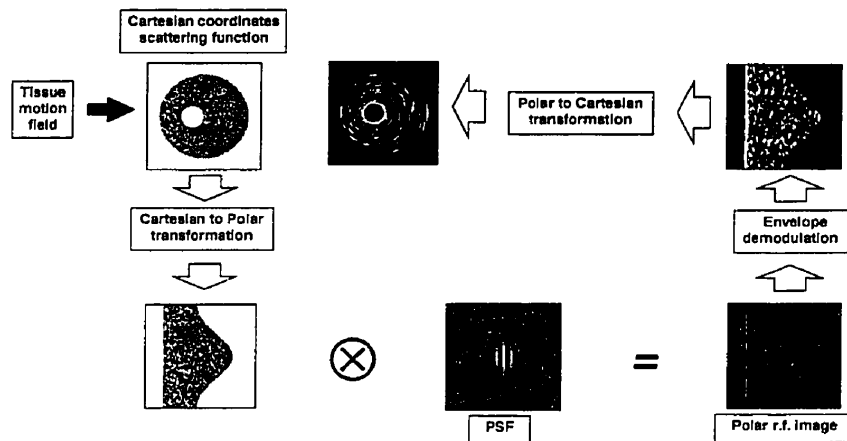 Cartesian coordinates
scattering function
Tissue
motion
field
Polar to Cartesian
transformation
Cartesian to Polar
transformation
Envelope
demodulation
PSF
Polar r.f. image